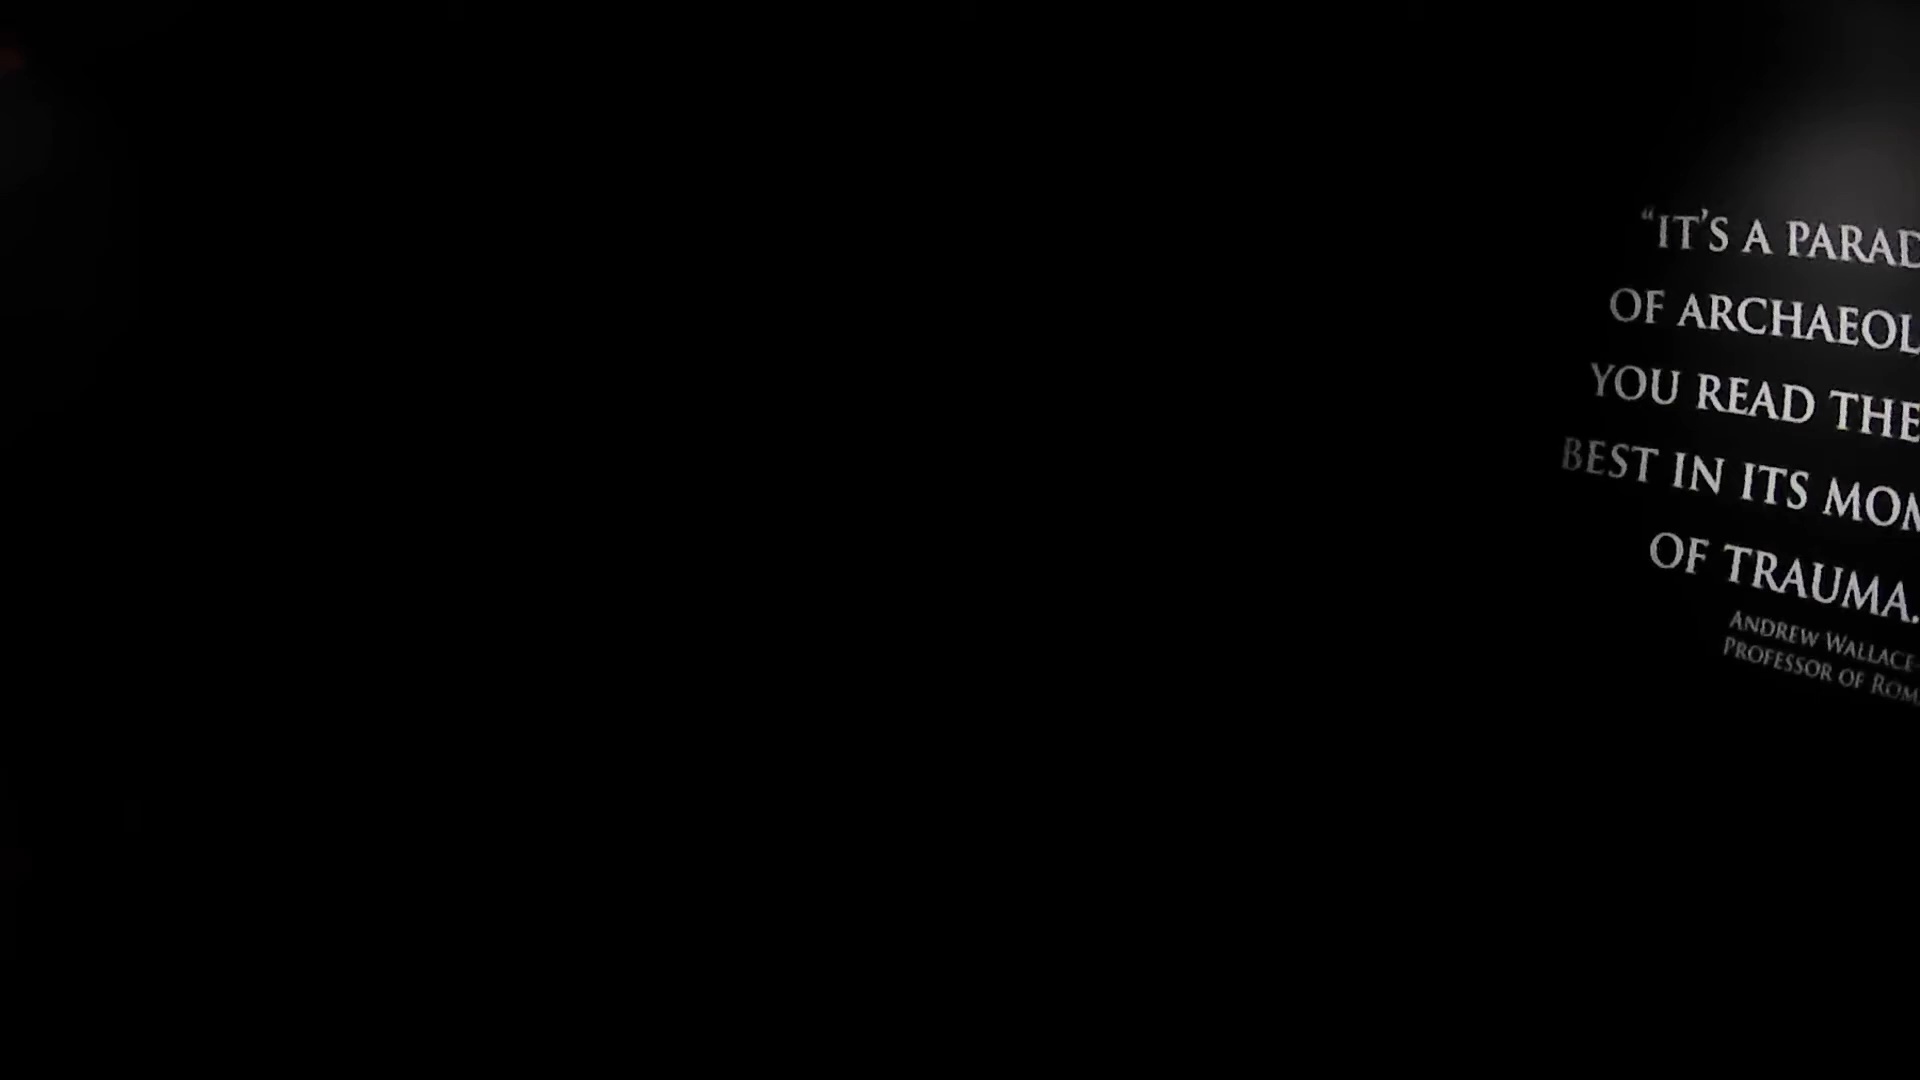 “IT’S A PARAD
OF ARCHAEOL
YOU READ THE
BEST IN ITS MOM
OF TRAUMA.
ANDREW WALLACE-
PROFESSOR OF ROM